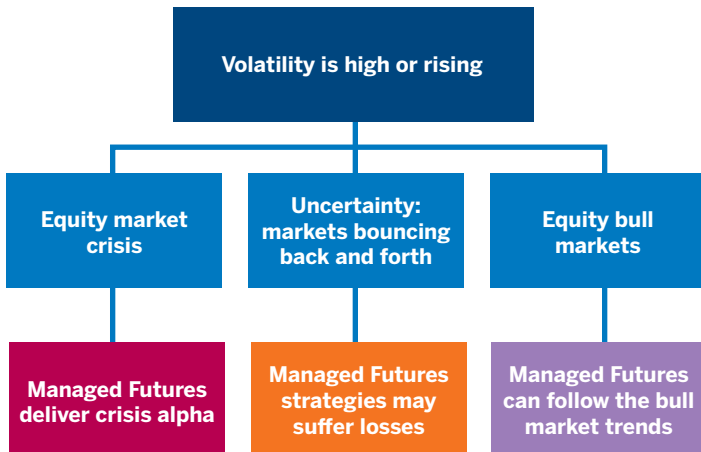 Volatility is high or rising
Equity market
crisis
Uncertainty:
markets bouncing
back and forth
Equity bull
markets
Managed Futures
deliver crisis alpha
Managed Futures
strategies may
suffer losses
Managed Futures
can follow the bull
market trends